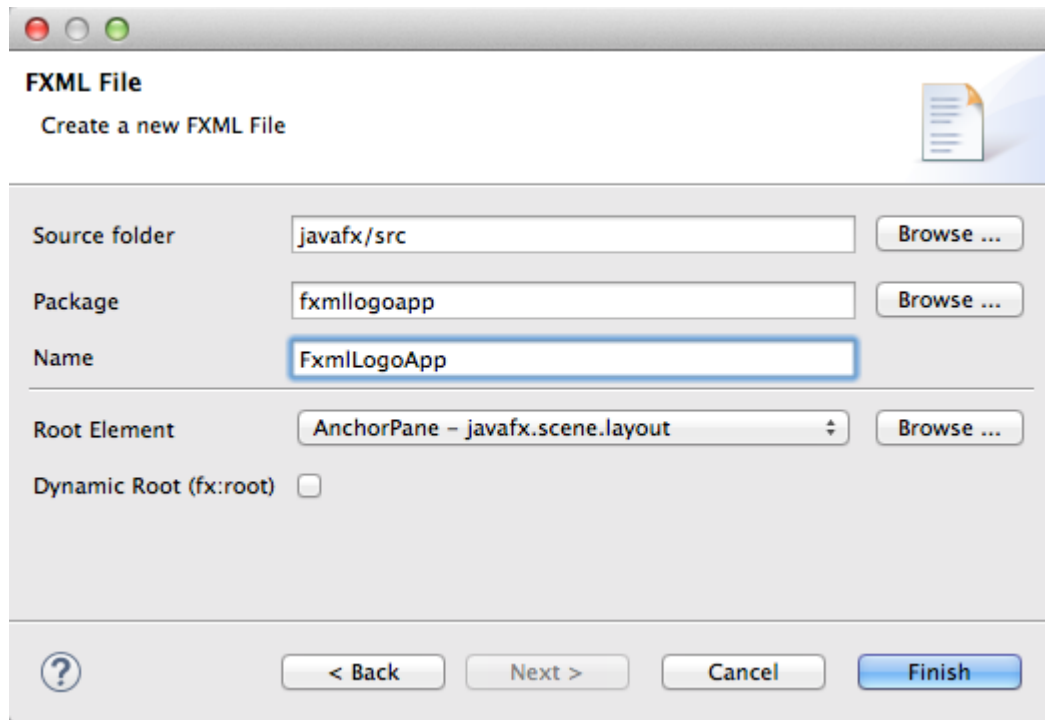 FXML File
Create a new FXML File
Source folder javafx/src Browse ...
Package fxmllogoapp Browse ...
Name FxmlLogoApp
Root Element AnchorPane – javafx.scene.layout Browse ...
Dynamic Root (fx:root)
? < Back Next > Cancel Finish